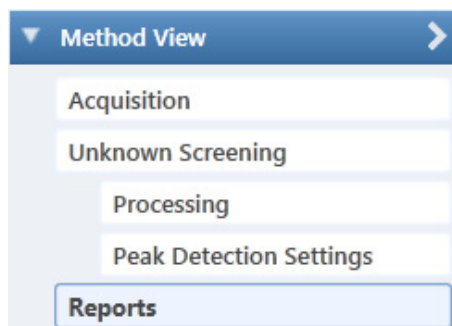 Method View
Acquisition
Unknown Screening
Processing
Peak Detection Settings
Reports